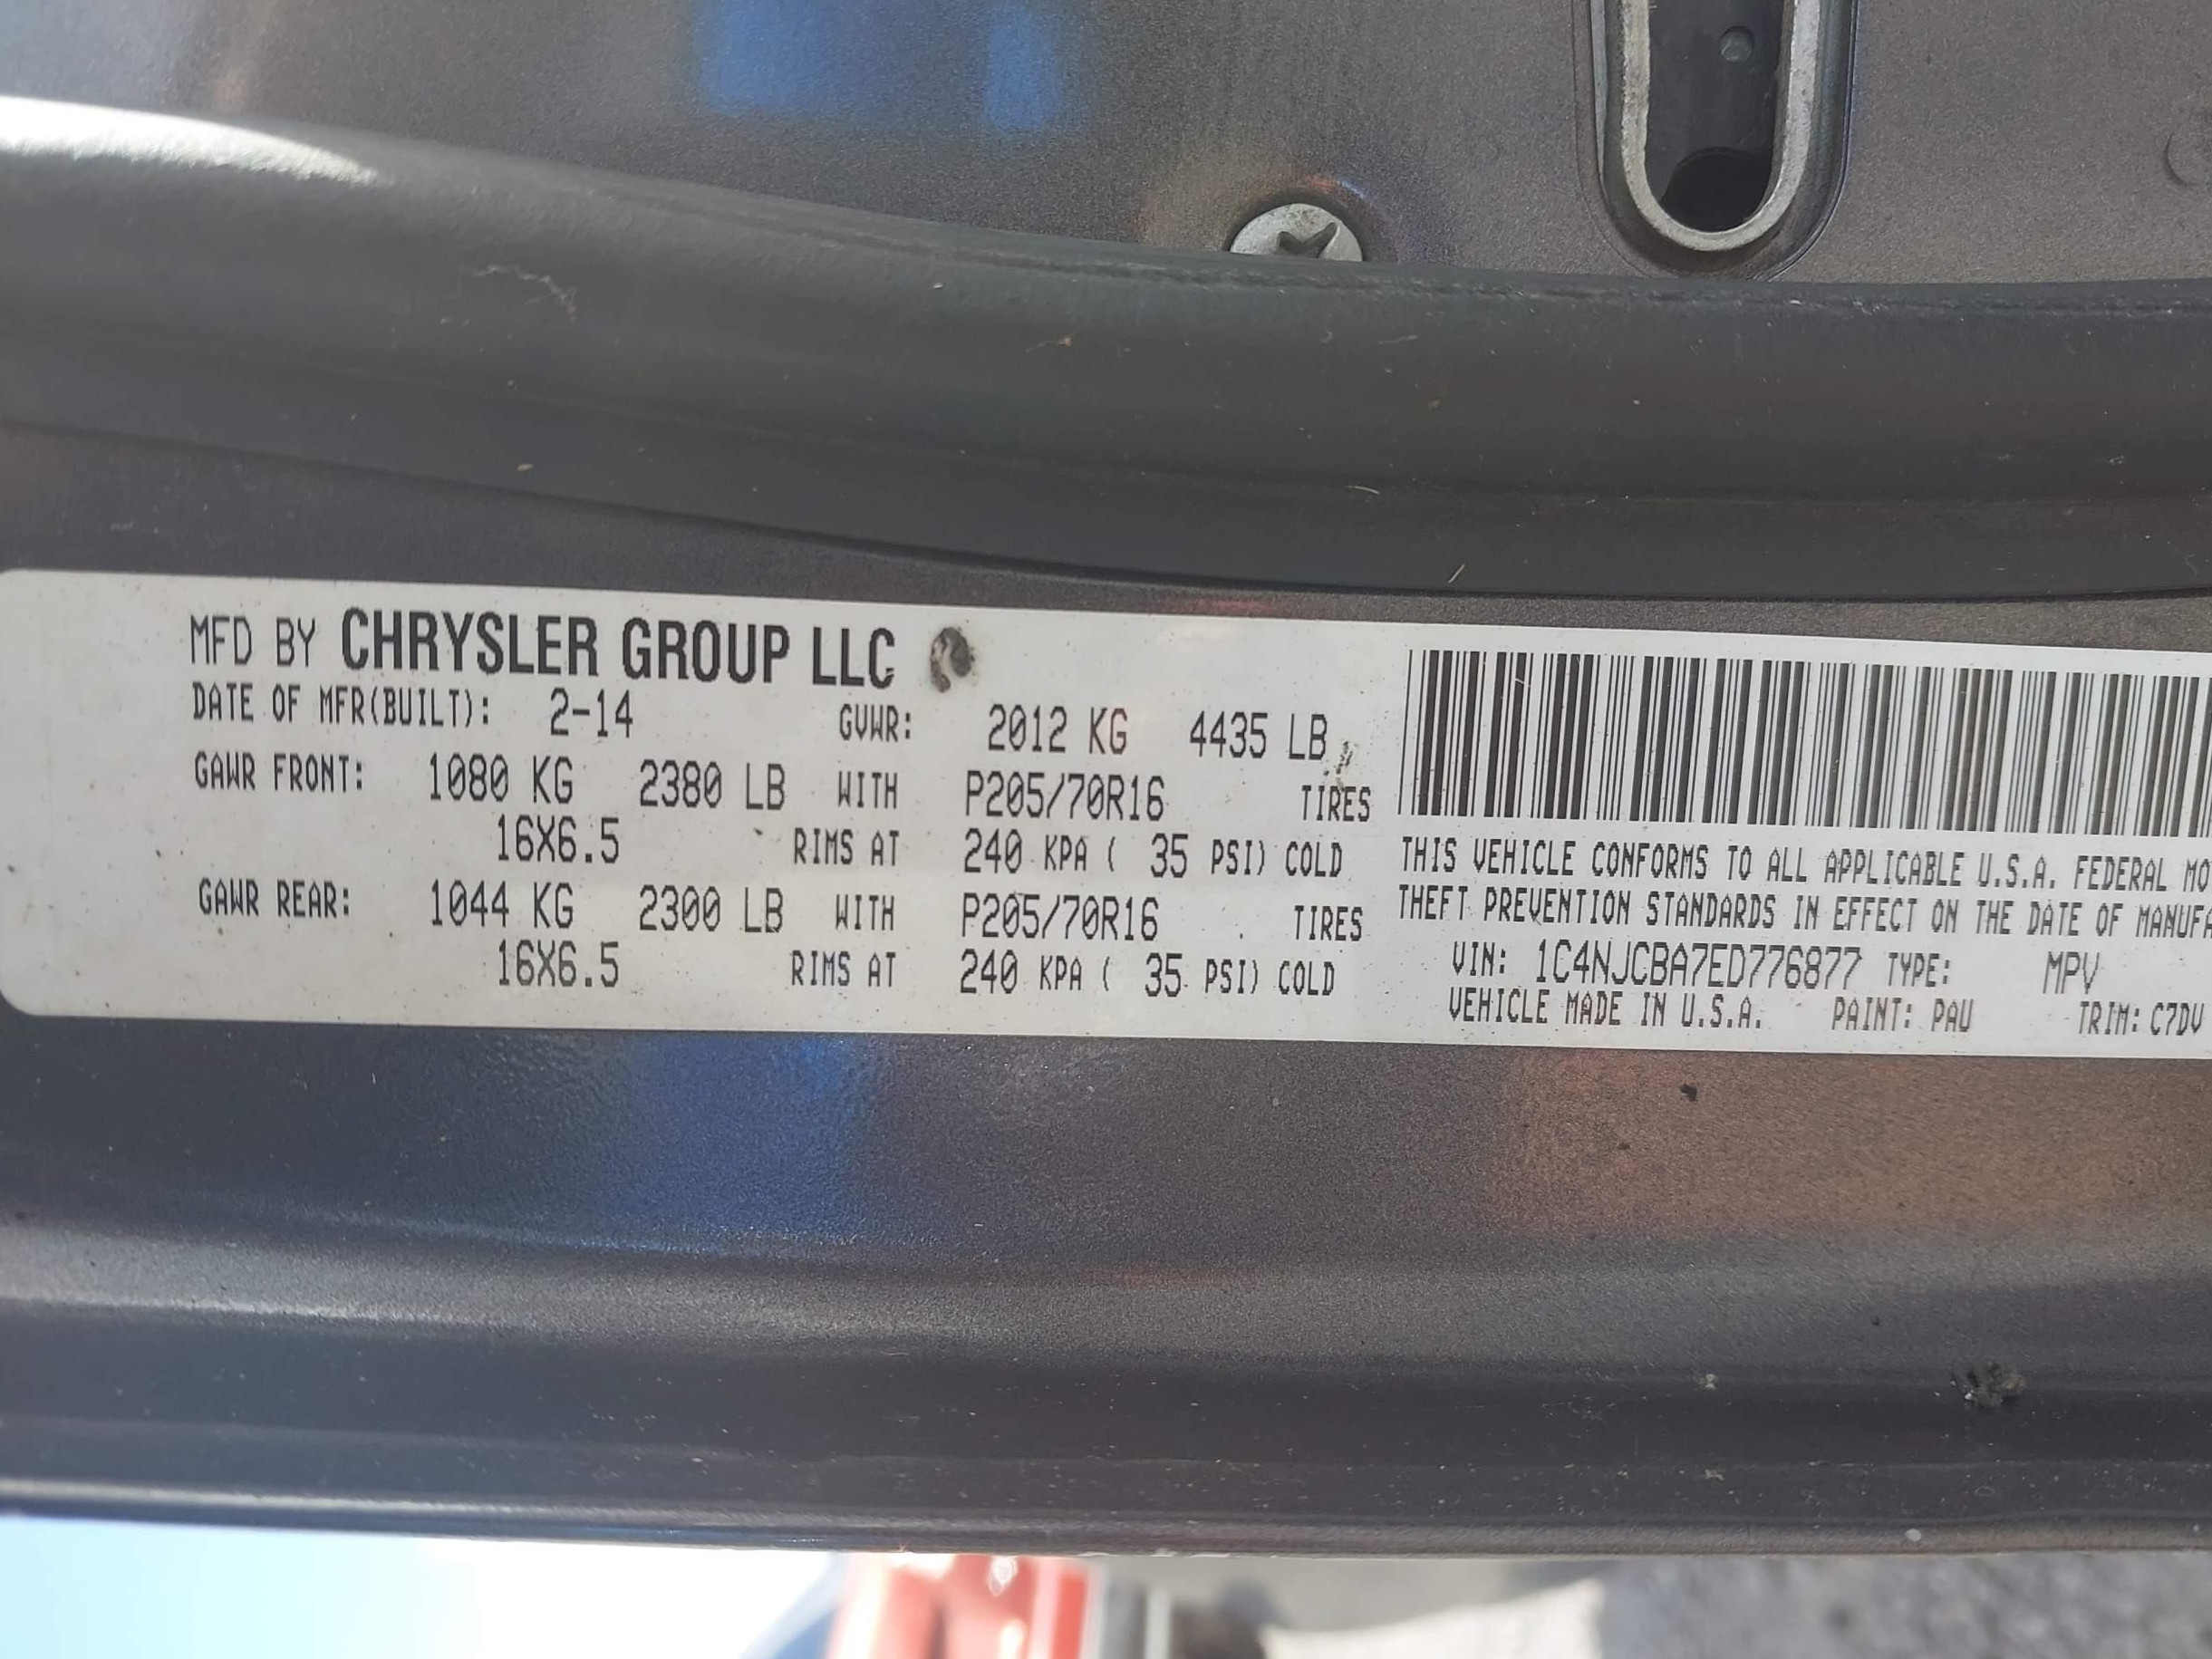 MFD BY CHRYSLER GROUP LLC
DATE OF MFR(BUILT): 2-14 GVWR: 2012 KG 4435 LB
GAWR FRONT: 1080 KG 2380 LB WITH P205/70R16 TIRES
16X6.5 RIMS AT 240 KPA ( 35 PSI) COLD
GAWR REAR: 1044 KG 2300 LB WITH P205/70R16 TIRES
16X6.5 RIMS AT 240 KPA ( 35 PSI) COLD
THIS VEHICLE CONFORMS TO ALL APPLICABLE U.S.A. FEDERAL MO
THEFT PREVENTION STANDARDS IN EFFECT ON THE DATE OF MANUFA
VIN: 1C4NJCBA7ED776877 TYPE: MPV
VEHICLE MADE IN U.S.A. PAINT: PAU TRIM: C7DV